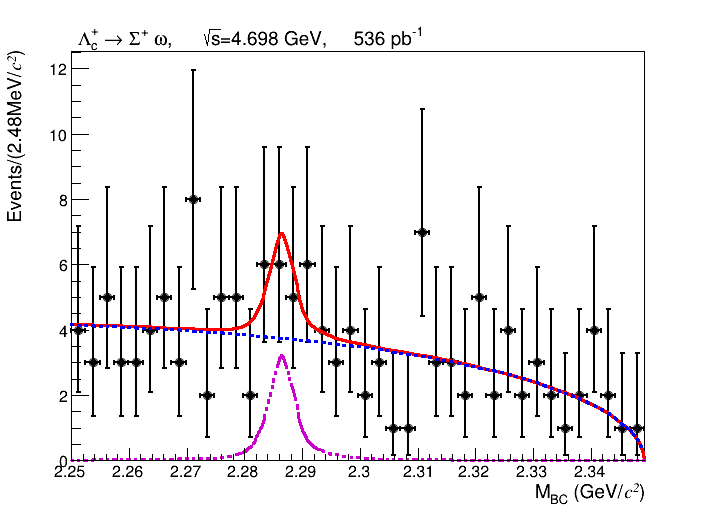 Λc+ → Σ+ ω, √s=4.698 GeV, 536 pb-1
Events/(2.48MeV/c2)
12
10
8
6
4
2
0
2.25 2.26 2.27 2.28 2.29 2.3 2.31 2.32 2.33 2.34
MBC (GeV/c2)